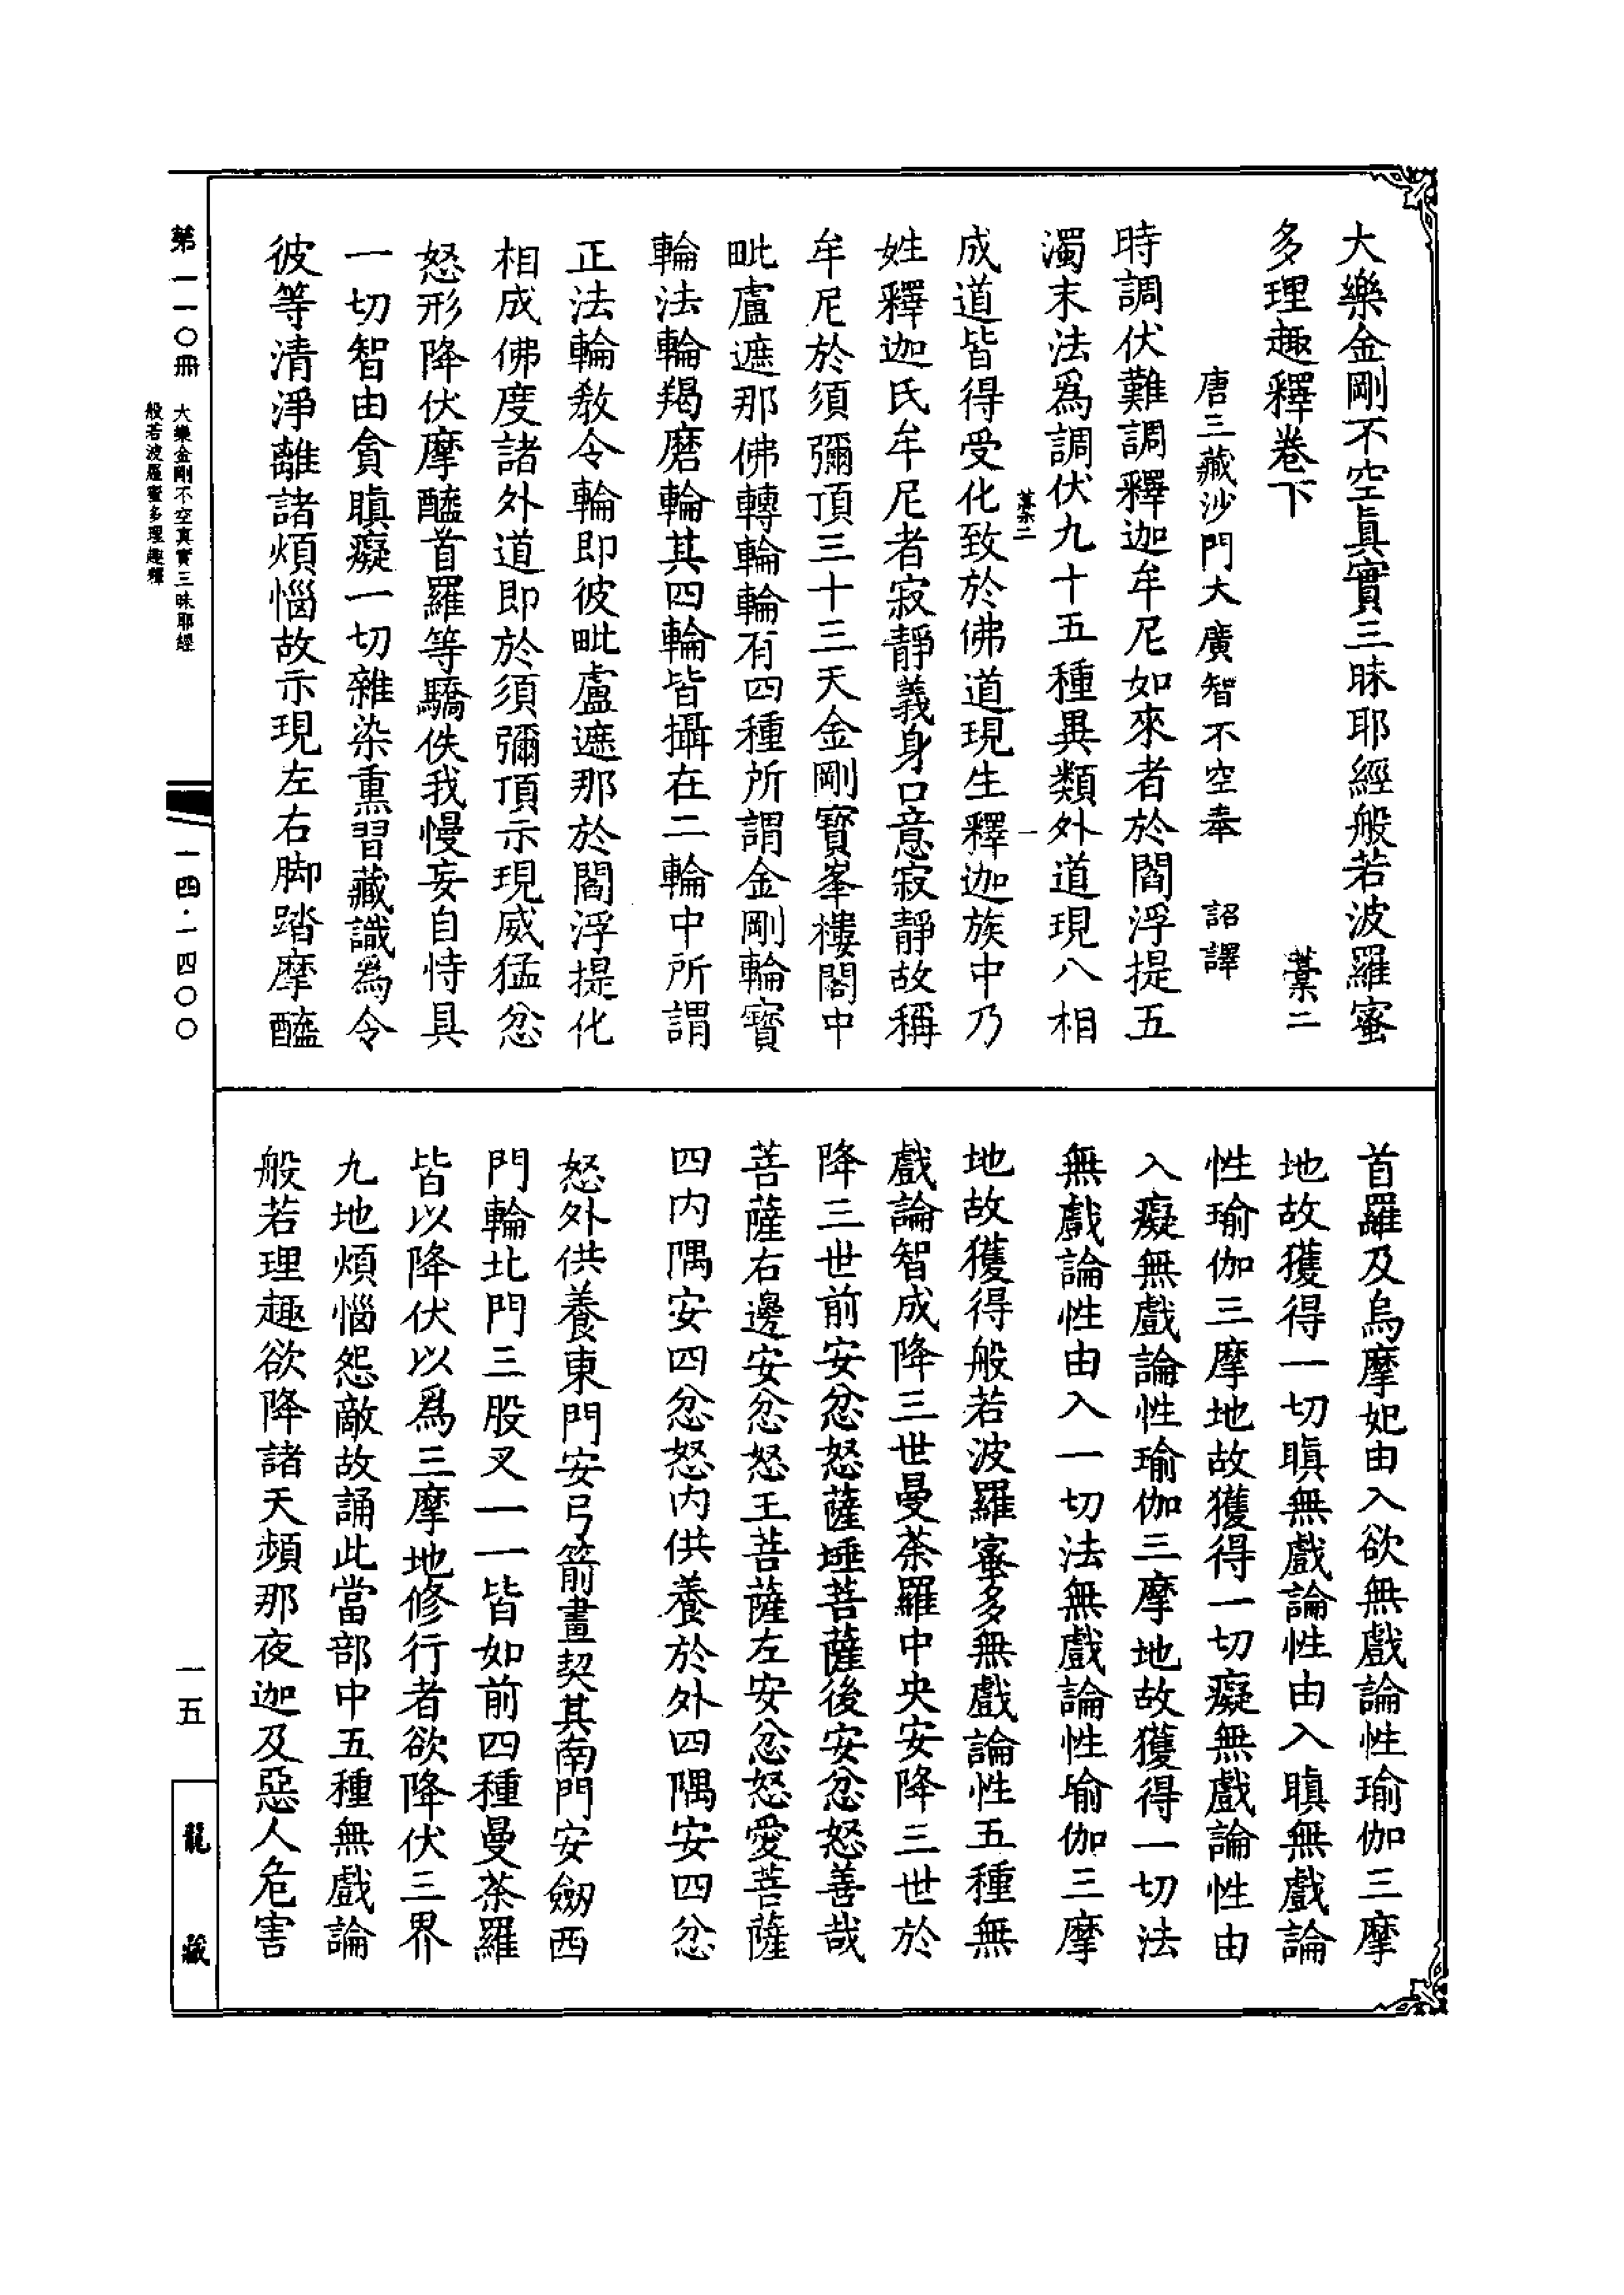 大樂金剛不空真實三昧耶經般若波羅蜜
多理趣釋卷下　槀二
唐三藏沙門大廣智不空奉　詔譯
時調伏難調釋迦牟尼如來者於閻浮提五
濁末法爲調伏九十五種異類外道現八相
槀二　一
成道皆得受化致於佛道現生釋迦族中乃
姓釋迦氏牟尼者寂靜義身口意寂靜故稱
牟尼於須彌頂三十三天金剛寶峯樓閣中
毗盧遮那佛轉輪輪有四種所謂金剛輪寶
輪法輪羯磨輪其四輪皆攝在二輪中所謂
正法輪敎令輪即彼毗盧遮那於閻浮提化
相成佛度諸外道即於須彌頂示現威猛忿
怒形降伏摩醯首羅等驕佚我慢妄自恃具
一切智由貪瞋癡一切雜染熏習藏識為令
彼等清淨離諸煩惱故示現左右脚踏摩醯
首羅及烏摩妃由入欲無戲論性瑜伽三摩
地故獲得一切瞋無戲論性由入瞋無戲論
性瑜伽三摩地故獲得一切癡無戲論性由
入癡無戲論性瑜伽三摩地故獲得一切法
無戲論性由入一切法無戲論性瑜伽三摩
地故獲得般若波羅蜜多無戲論性五種無
戲論智成降三世曼荼羅中央安降三世於
降三世前安忿怒薩埵菩薩後安忿怒善哉
菩薩右邊安忿怒王菩薩左安忿怒愛菩薩
四内隅安四忿怒内供養於外四隅安四忿
怒外供養東門安弓箭畫契其南門安劒西
門輪北門三股叉一一皆如前四種曼荼羅
皆以降伏以爲三摩地修行者欲降伏三界
九地煩惱怨敵故誦此當部中五種無戲論
般若理趣欲降諸天頻那夜迦及惡人危害
第一一〇冊
大樂金剛不空真實三昧耶經
般若波羅蜜多理趣釋
一四·一四〇〇
一五
龍藏